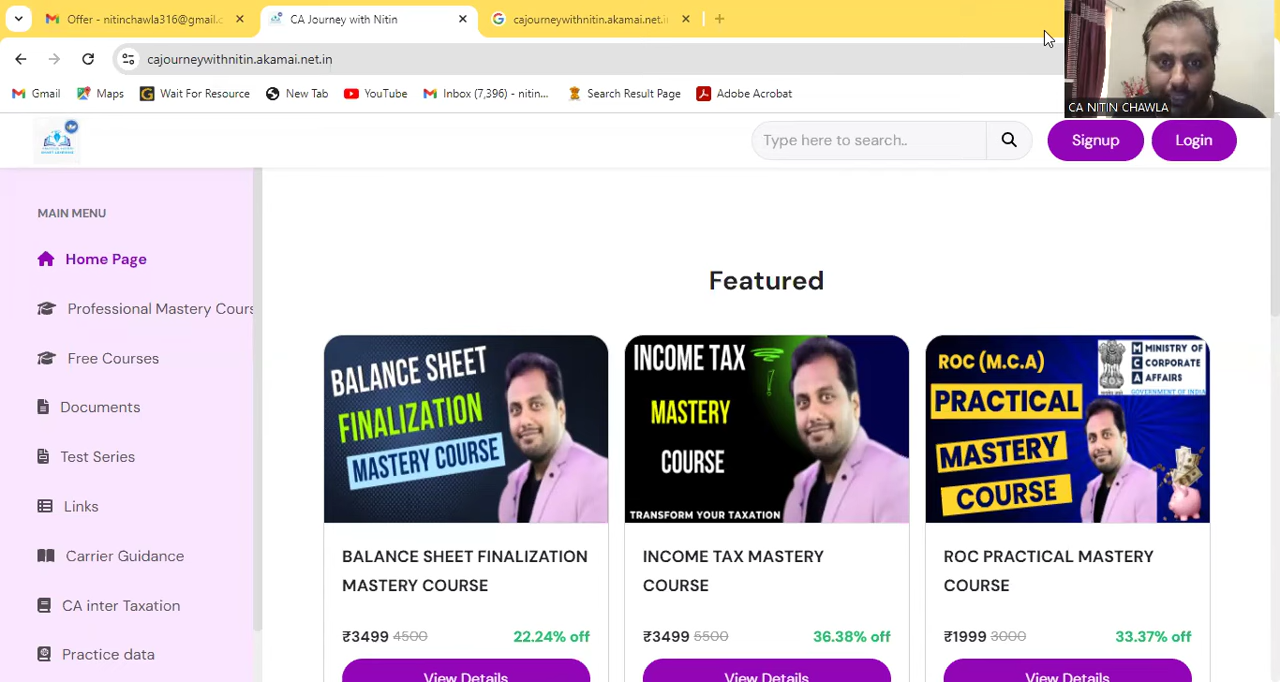 Offer - nitinchawla316@gmail.c
CA Journey with Nitin
cajourneywithnitin.akamai.net.i
cajourneywithnitin.akamai.net.in
Gmail
Maps
Wait For Resource
New Tab
YouTube
Inbox (7,396) - nitin...
Search Result Page
Adobe Acrobat
CA NITIN CHAWLA
Type here to search..
Signup
Login
MAIN MENU
Home Page
Professional Mastery Cours
Free Courses
Documents
Test Series
Links
Carrier Guidance
CA inter Taxation
Practice data
Featured
BALANCE SHEET
FINALIZATION
MASTERY COURSE
INCOME TAX
MASTERY
COURSE
TRANSFORM YOUR TAXATION
ROC (M.C.A)
PRACTICAL
MASTERY
COURSE
MINISTRY OF
CORPORATE
AFFAIRS
GOVERNMENT OF INDIA
M
C
A
BALANCE SHEET FINALIZATION
MASTERY COURSE
₹3499 4500 22.24% off
View Details
INCOME TAX MASTERY
COURSE
₹3499 5500 36.38% off
View Details
ROC PRACTICAL MASTERY
COURSE
₹1999 3000 33.37% off
View Details